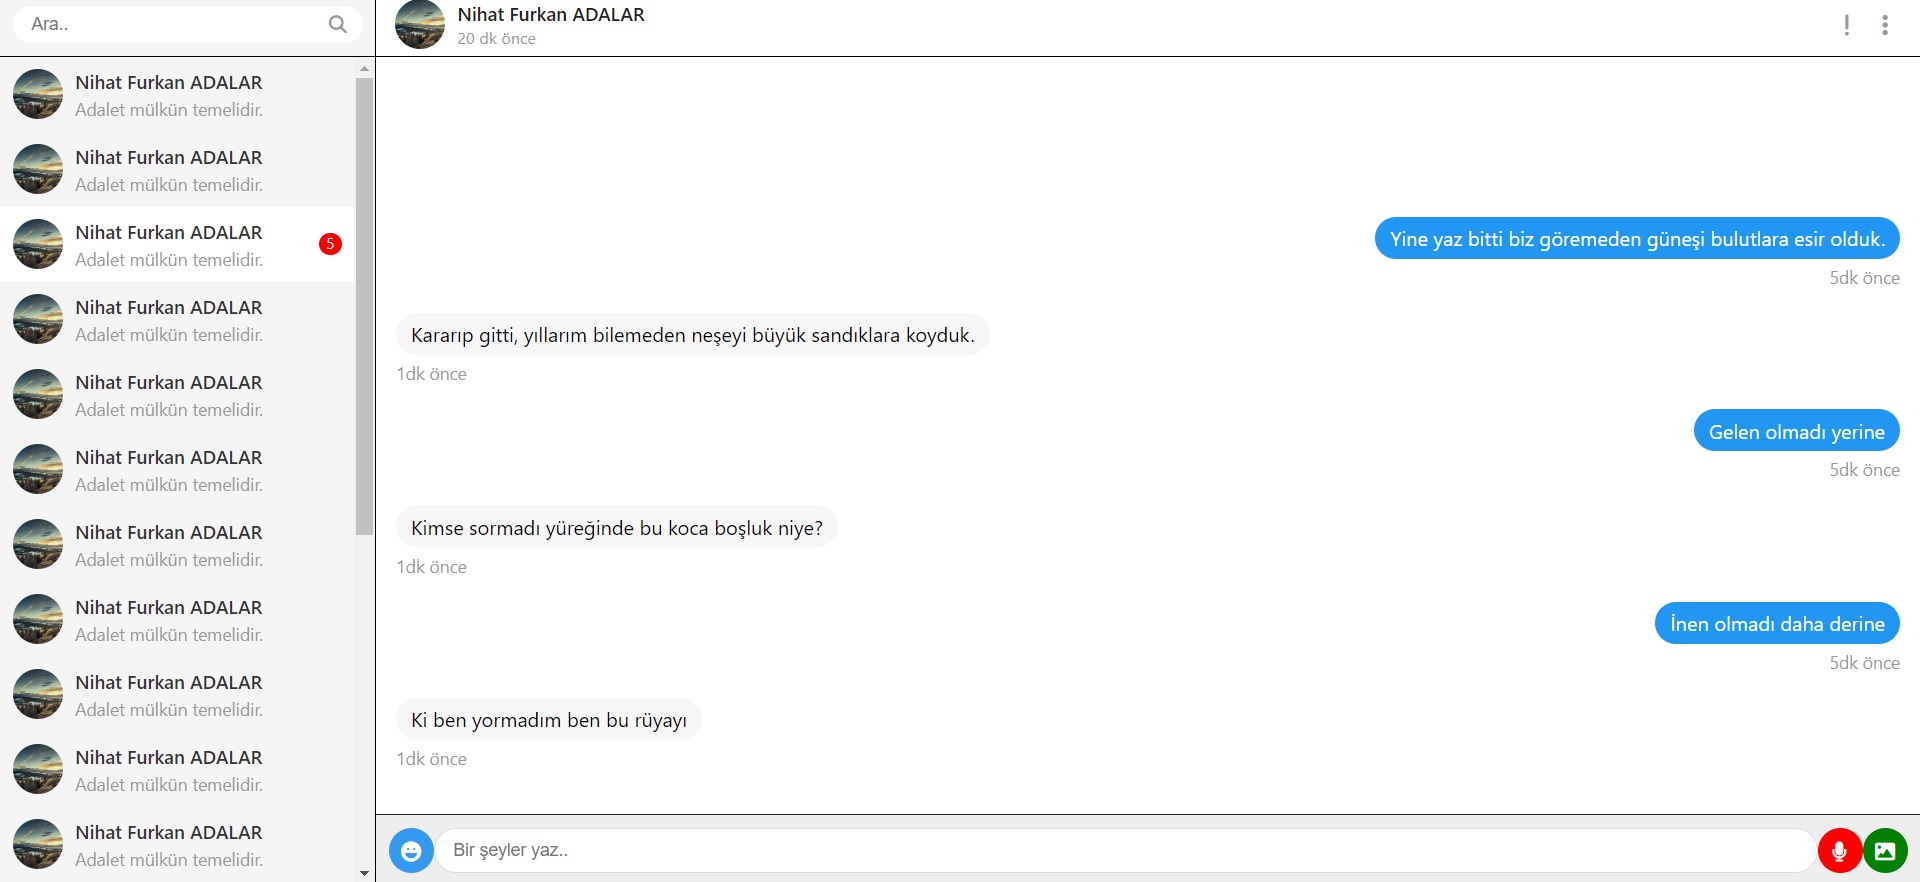 Ara..
Nihat Furkan ADALAR
Adalet mülkün temelidir.
Nihat Furkan ADALAR
Adalet mülkün temelidir.
Nihat Furkan ADALAR
Adalet mülkün temelidir.
5
Nihat Furkan ADALAR
Adalet mülkün temelidir.
Nihat Furkan ADALAR
Adalet mülkün temelidir.
Nihat Furkan ADALAR
Adalet mülkün temelidir.
Nihat Furkan ADALAR
Adalet mülkün temelidir.
Nihat Furkan ADALAR
Adalet mülkün temelidir.
Nihat Furkan ADALAR
Adalet mülkün temelidir.
Nihat Furkan ADALAR
Adalet mülkün temelidir.
Nihat Furkan ADALAR
Adalet mülkün temelidir.
Nihat Furkan ADALAR
20 dk önce
Yine yaz bitti biz göremeden güneşi bulutlara esir olduk.
5dk önce
Kararıp gitti, yıllarım bilemeden neşeyi büyük sandıklara koyduk.
1dk önce
Gelen olmadı yerine
5dk önce
Kimse sormadı yüreğinde bu koca boşluk niye?
1dk önce
İnen olmadı daha derine
5dk önce
Ki ben yormadım ben bu rüyayı
1dk önce
Bir şeyler yaz..